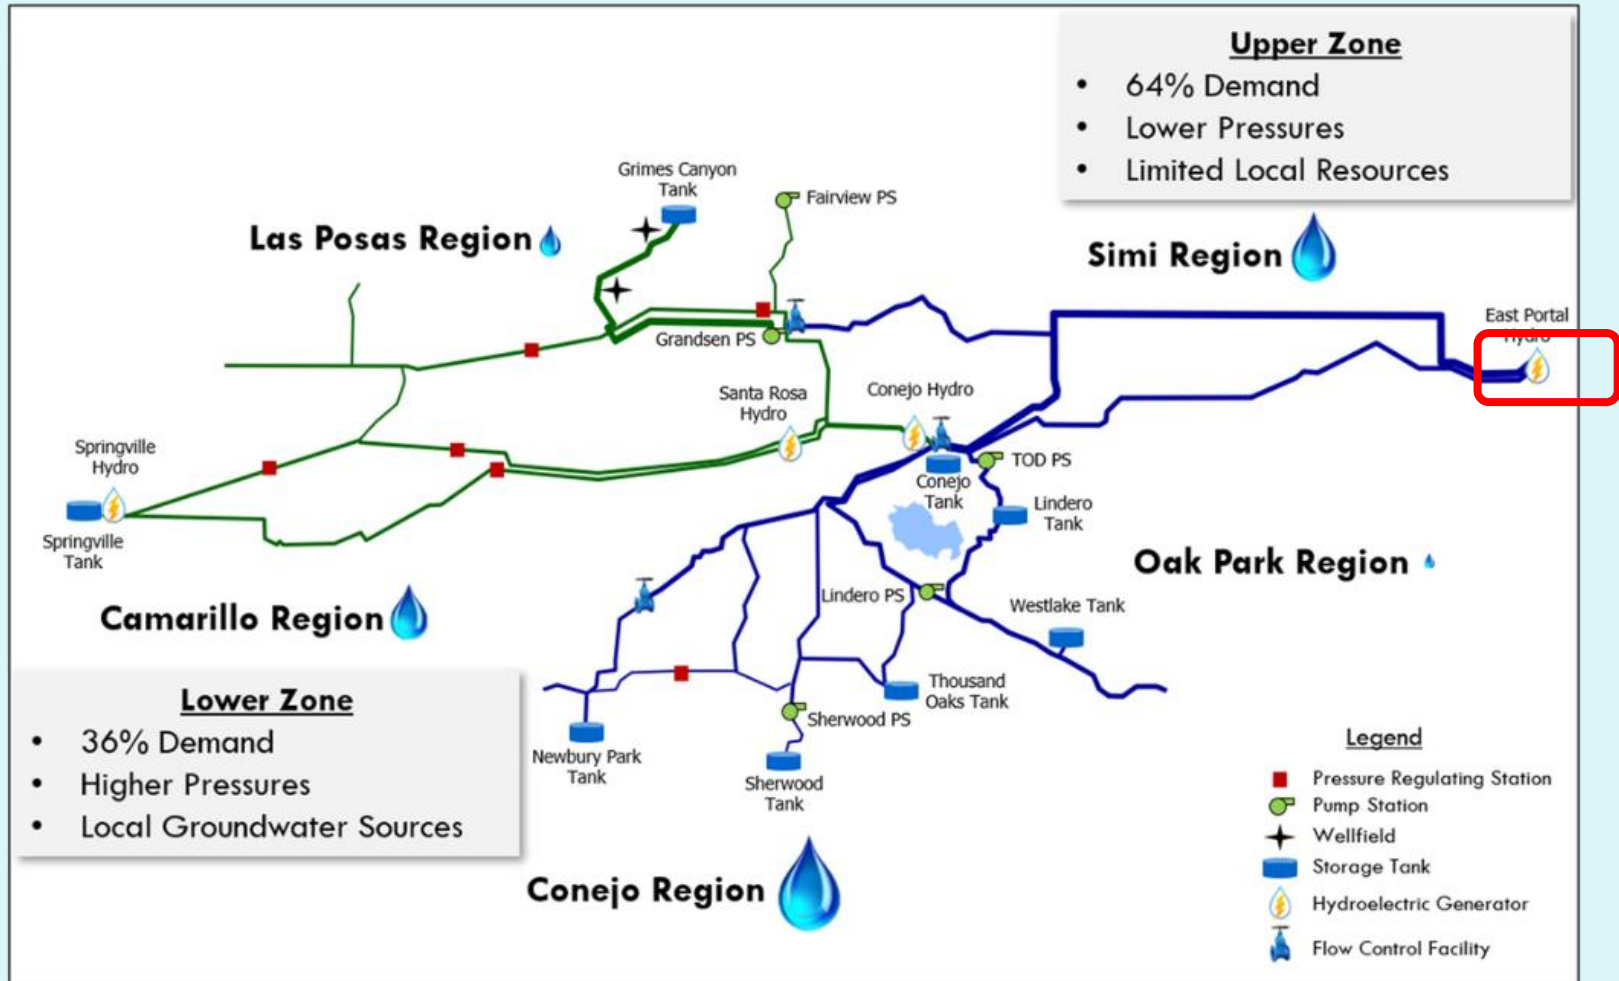 Upper Zone
• 64% Demand
• Lower Pressures
• Limited Local Resources
Grimes Canyon
Tank
Fairview PS
Las Posas Region
Simi Region
East Portal
Hydro
Grandsen PS
Santa Rosa
Hydro
Conejo Hydro
Springville
Hydro
TOD PS
Conejo
Tank
Lindero
Tank
Springville
Tank
Oak Park Region
Lindero PS
Westlake Tank
Camarillo Region
Lower Zone
• 36% Demand
• Higher Pressures
• Local Groundwater Sources
Thousand
Oaks Tank
Sherwood PS
Newbury Park
Tank
Sherwood
Tank
Conejo Region
Legend
Pressure Regulating Station
Pump Station
Wellfield
Storage Tank
Hydroelectric Generator
Flow Control Facility